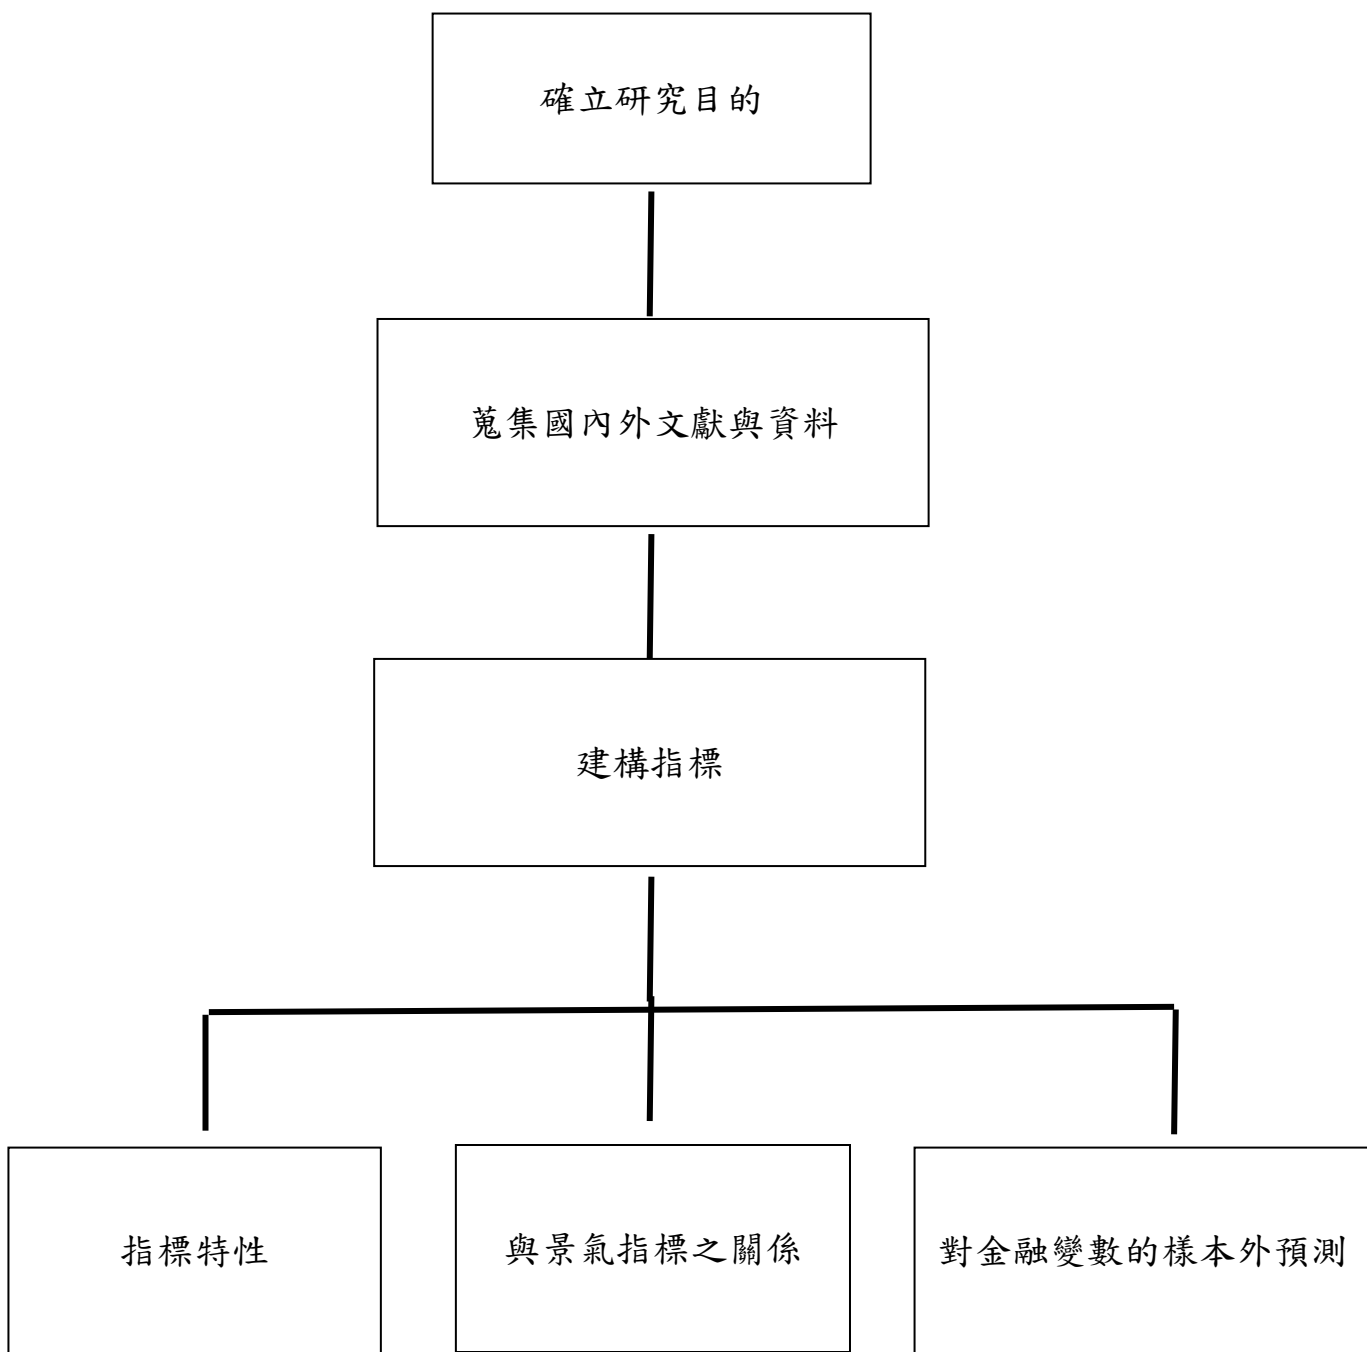 確立研究目的
蒐集國內外文獻與資料
建構指標
指標特性
與景氣指標之關係
對金融變數的樣本外預測